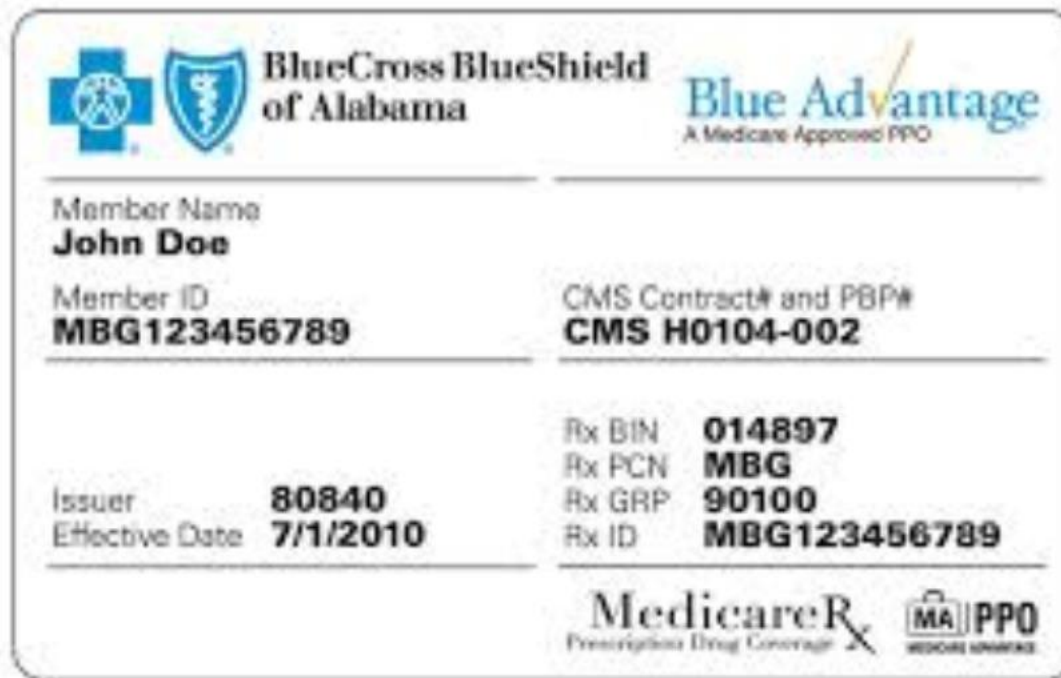 BlueCross BlueShield
of Alabama
Blue Advantage
A Medicare Approved PPO
Member Name
John Doe
Member ID
MBG123456789
CMS Contract# and PBP#
CMS H0104-002
Issuer 80840
Effective Date 7/1/2010
Rx BIN 014897
Rx PCN MBG
Rx GRP 90100
Rx ID MBG123456789
MedicareRx
Prescription Drug Coverage
MA PPO
MEDICARE ADVANTAGE